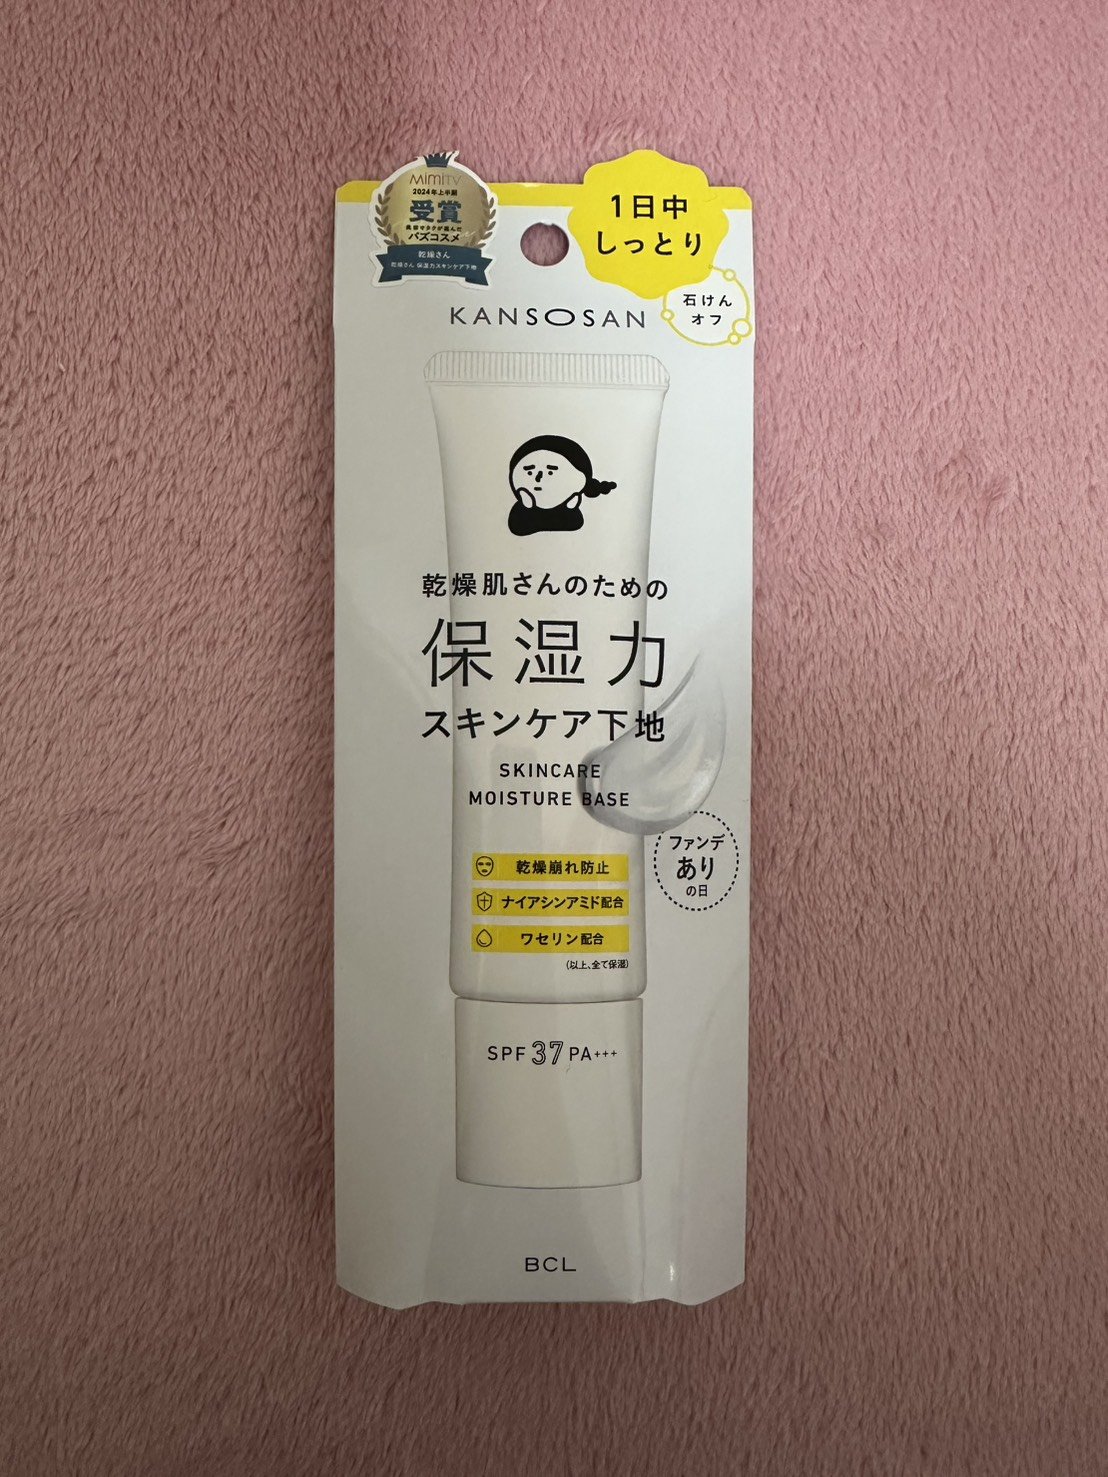 MimiTV
2024年上半期
受賞
美容マニアが選んだ
バズコスメ
乾燥さん
乾燥さん 保湿力スキンケア下地
1日中
しっとり
石けん
オフ
KANSOSAN
乾燥肌さんのための
保湿力
スキンケア下地
SKINCARE
MOISTURE BASE
ファンデ
あり
の日
乾燥崩れ防止
ナイアシンアミド配合
ワセリン配合
(以上、全て保湿)
SPF 37 PA+++
BCL